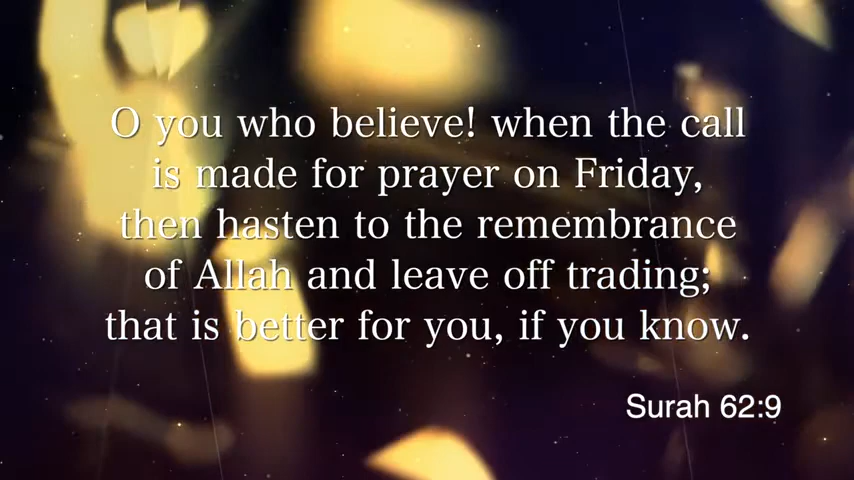 O you who believe! when the call
is made for prayer on Friday,
then hasten to the remembrance
of Allah and leave off trading;
that is better for you, if you know.
Surah 62:9